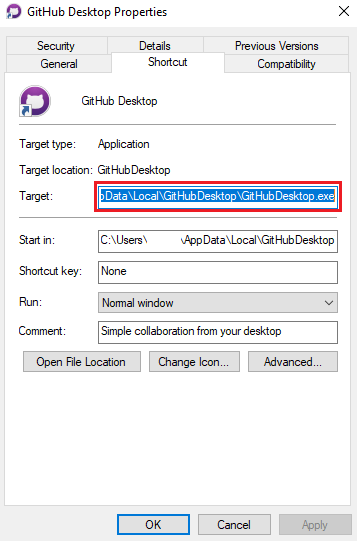 GitHub Desktop Properties
Security Details Previous Versions
General Shortcut Compatibility
GitHub Desktop
Target type: Application
Target location: GitHubDesktop
Target: pData\Local\GitHubDesktop\GitHubDesktop.exe
Start in: C:\Users\ \AppData\Local\GitHubDesktop
Shortcut key: None
Run: Normal window
Comment: Simple collaboration from your desktop
Open File Location Change Icon... Advanced...
OK Cancel Apply